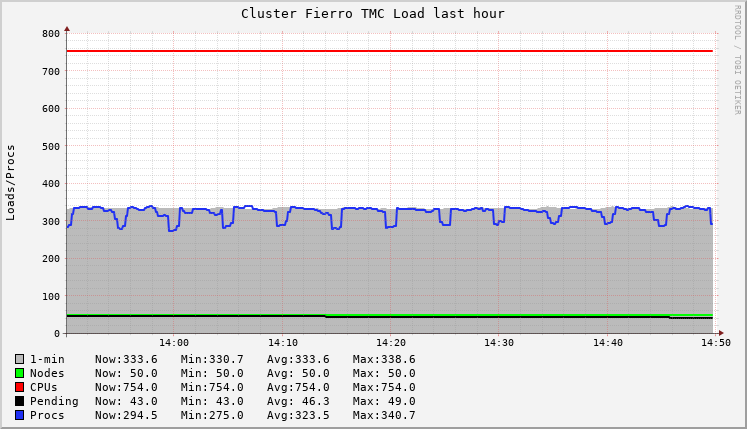 Cluster Fierro TMC Load last hour
RRDTOOL / TOBI OETIKER
Loads/Procs
800
700
600
500
400
300
200
100
0
14:00 14:10 14:20 14:30 14:40 14:50
1-min Now:333.6 Min:330.7 Avg:333.6 Max:338.6
Nodes Now: 50.0 Min: 50.0 Avg: 50.0 Max: 50.0
CPUs Now:754.0 Min:754.0 Avg:754.0 Max:754.0
Pending Now: 43.0 Min: 43.0 Avg: 46.3 Max: 49.0
Procs Now:294.5 Min:275.0 Avg:323.5 Max:340.7